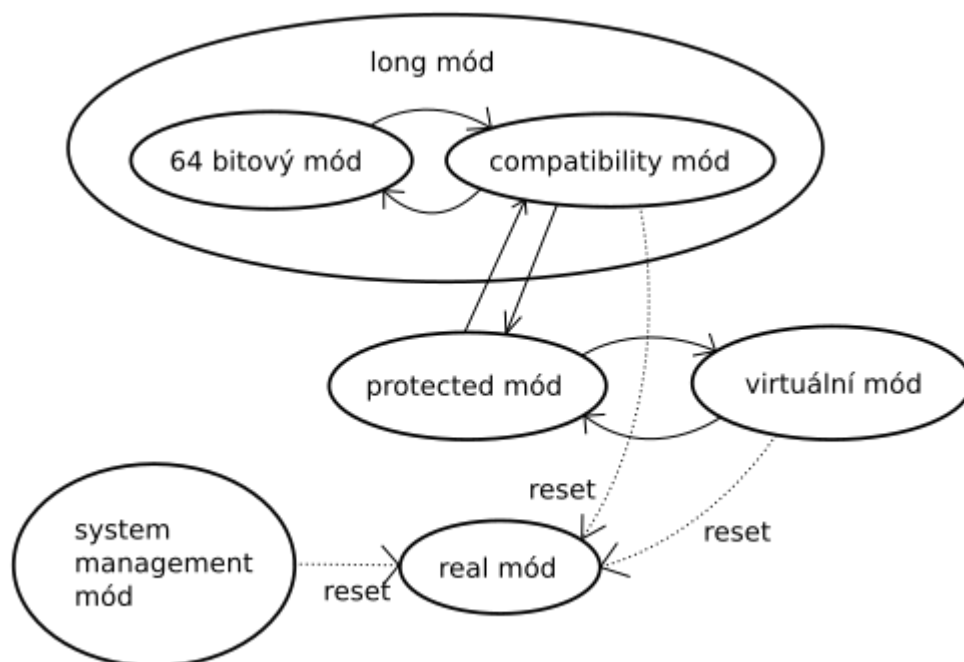 long mód
64 bitový mód
compatibility mód
protected mód
virtuální mód
reset
reset
system
management
mód
real mód
reset